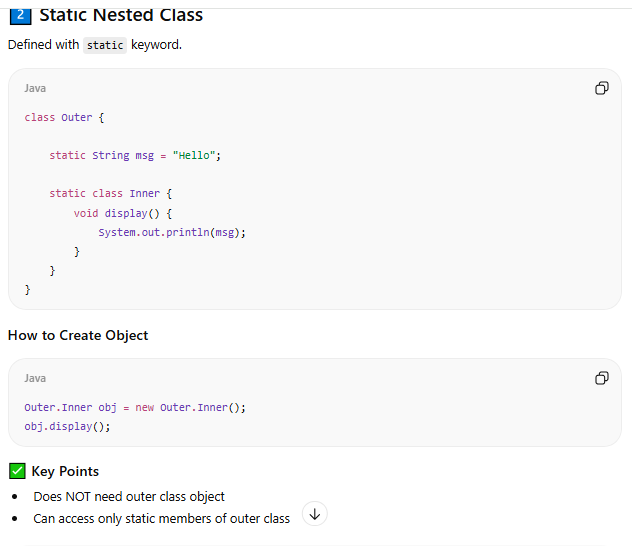 2 Static Nested Class
Defined with static keyword.
Java
class Outer {
static String msg = "Hello";
static class Inner {
void display() {
System.out.println(msg);
}
}
}
How to Create Object
Java
Outer.Inner obj = new Outer.Inner();
obj.display();
✅ Key Points
• Does NOT need outer class object
• Can access only static members of outer class